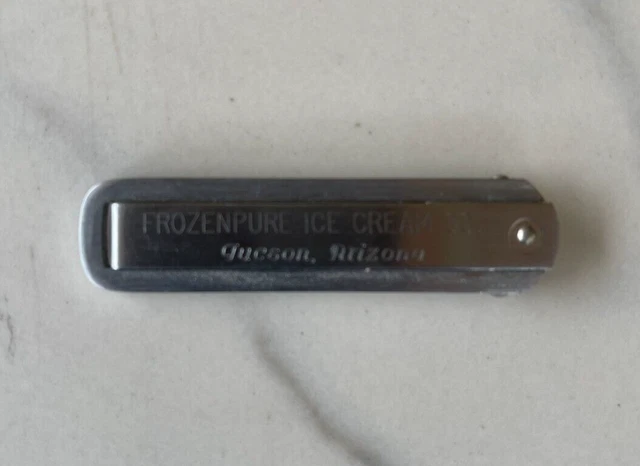 FROZENPURE ICE CREAM
Tucson, Arizona